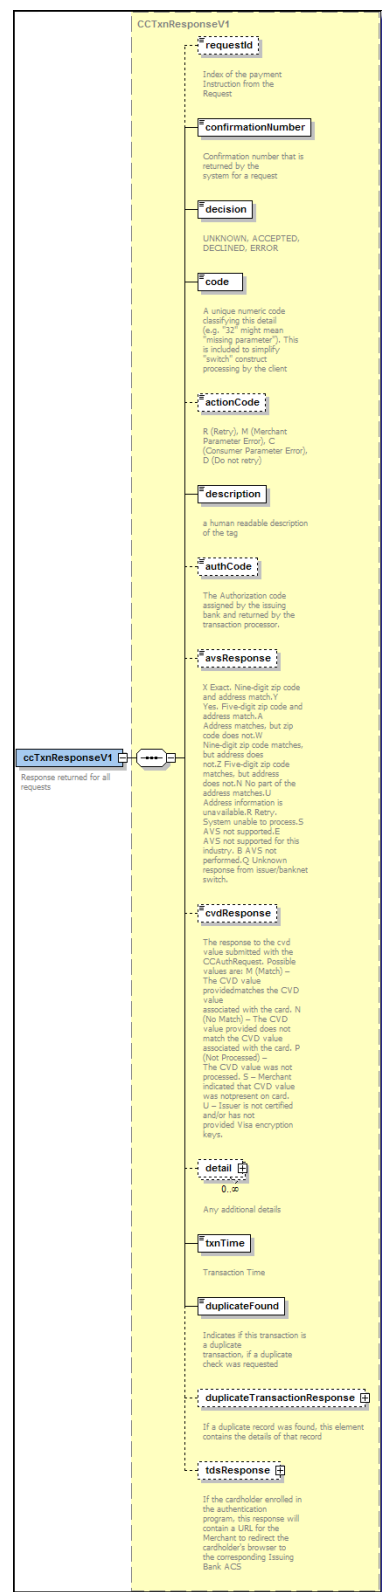 CCTxnResponseV1
requestId
Index of the payment
Instruction from the
Request
confirmationNumber
Confirmation number that is
returned by the
system for a request
decision
UNKNOWN, ACCEPTED,
DECLINED, ERROR
code
A unique numeric code
classifying this detail
(e.g. "32" might mean
"missing parameter"). This
is included to simplify
"switch" construct
processing by the client
actionCode
R (Retry), M (Merchant
Parameter Error), C
(Consumer Parameter Error),
D (Do not retry)
description
a human readable description
of the tag
authCode
The Authorization code
assigned by the issuing
bank and returned by the
transaction processor.
avsResponse
X Exact. Nine-digit zip code
and address match.Y
Yes. Five-digit zip code and
address match.A
Address matches, but zip
code does not.W
Nine-digit zip code matches,
but address does
not.Z Five-digit zip code
matches, but address
does not.N No part of the
address matches.U
Address information is
unavailable.R Retry.
System unable to process.S
AVS not supported.E
AVS not supported for this
industry. B AVS not
performed.Q Unknown
response from issuer/banknet
switch.
ccTxnResponseV1
Response returned for all
requests
cvdResponse
The response to the cvd
value submitted with the
CCAuthRequest. Possible
values are: M (Match) –
The CVD value
providedmatches the CVD
value
associated with the card. N
(No Match) – The CVD
value provided does not
match the CVD value
associated with the card. P
(Not Processed) –
The CVD value was not
processed. S – Merchant
indicated that CVD value
was notpresent on card.
U – Issuer is not certified
and/or has not
provided Visa encryption
keys.
detail
0..∞
Any additional details
txnTime
Transaction Time
duplicateFound
Indicates if this transaction is
a duplicate
transaction, if a duplicate
check was requested
duplicateTransactionResponse
If a duplicate record was found, this element
contains the details of that record
tdsResponse
If the cardholder enrolled in
the authentication
program, this response will
contain a URL for the
Merchant to redirect the
cardholder's browser to
the corresponding Issuing
Bank ACS